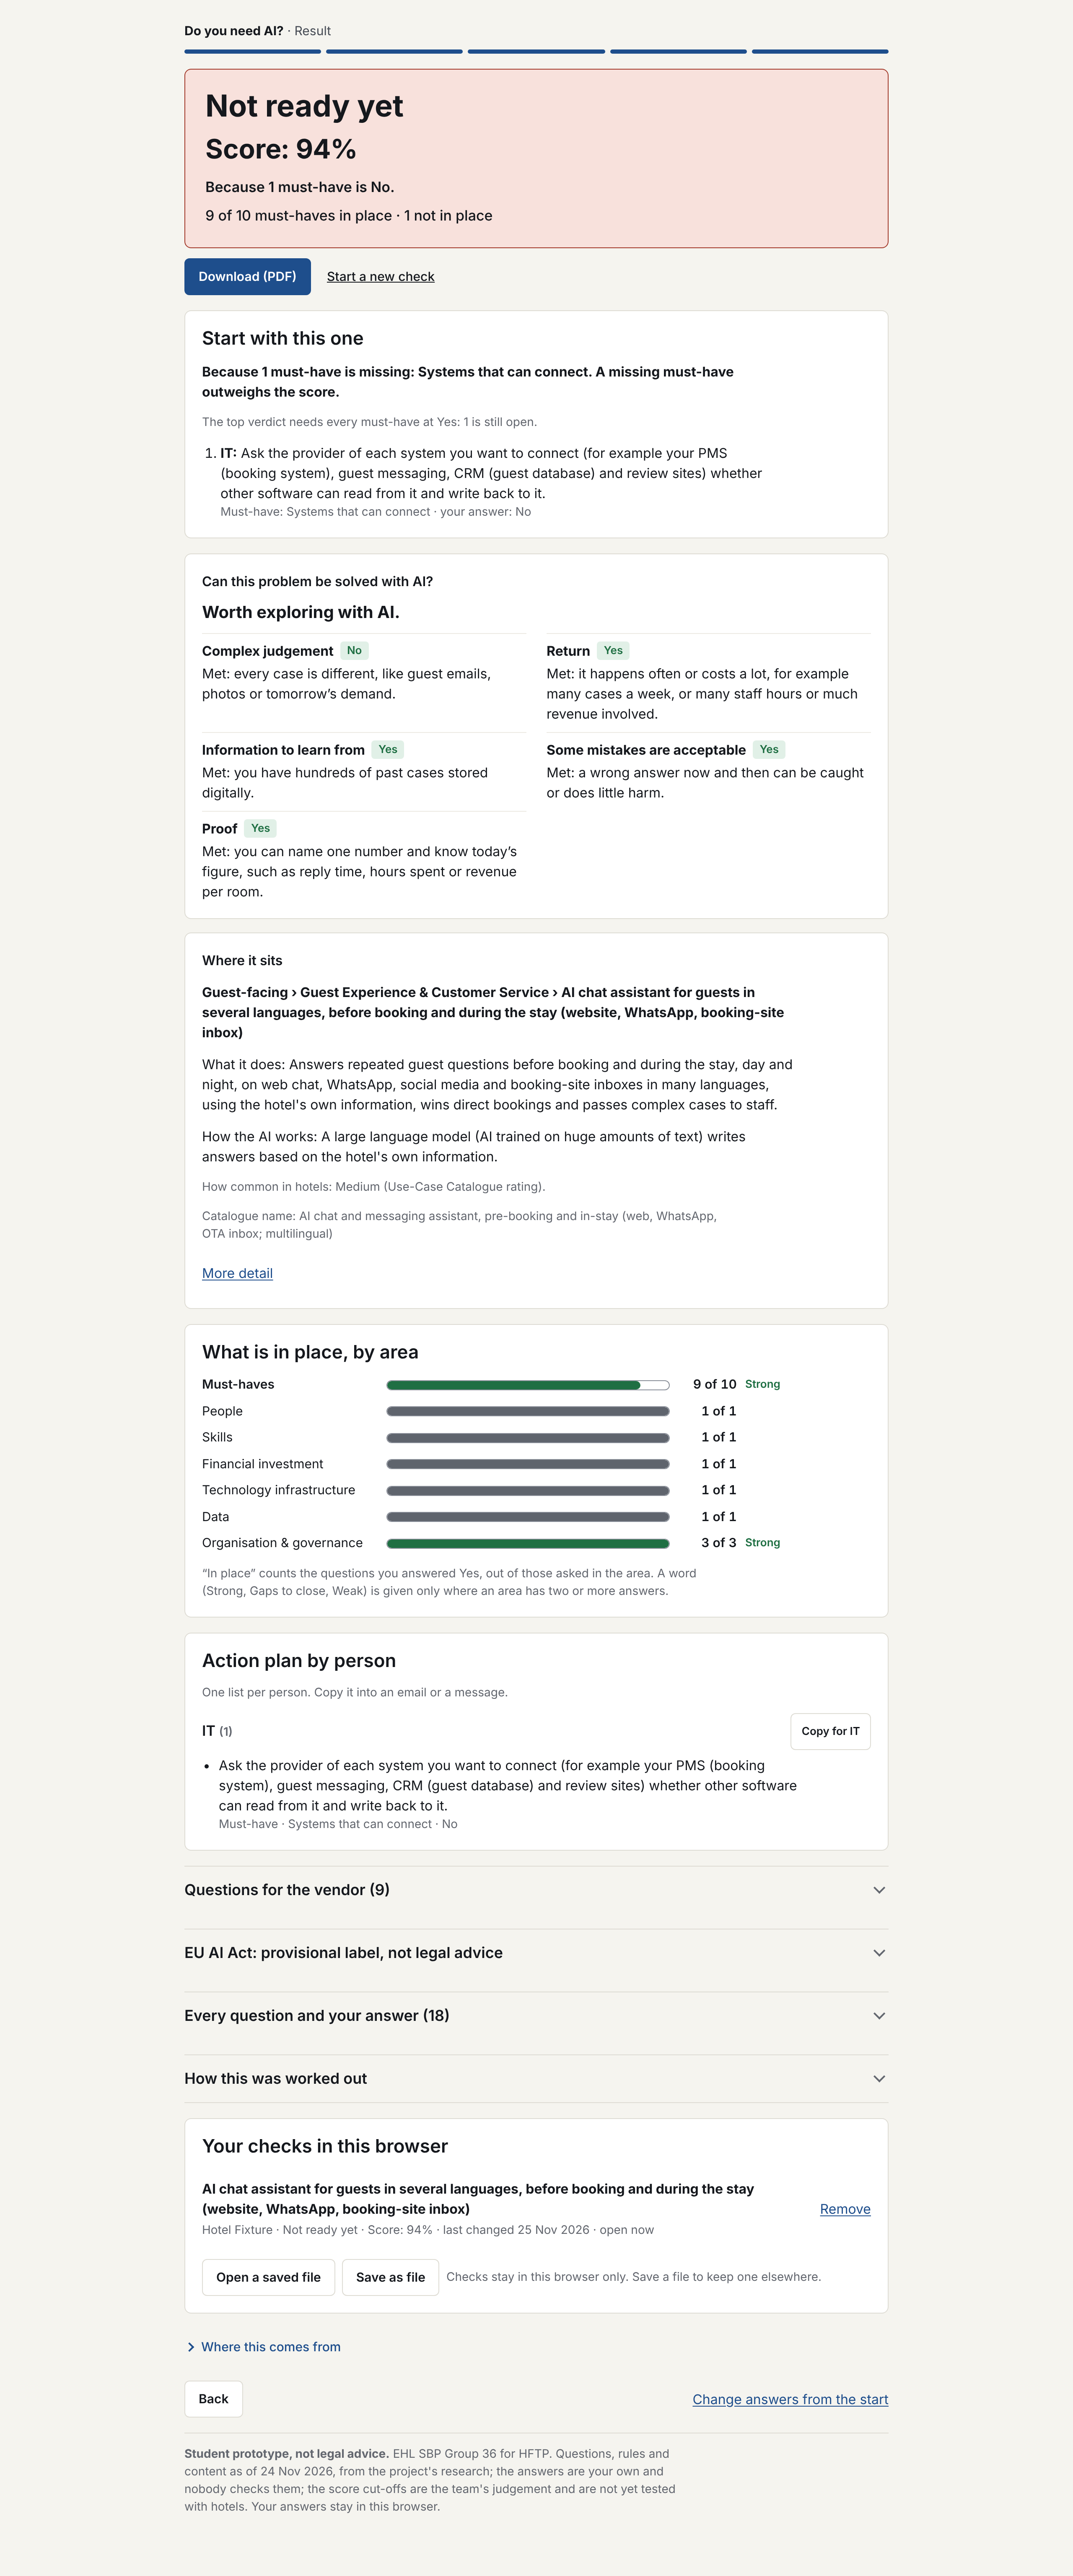 Do you need AI? · Result
Not ready yet
Score: 94%
Because 1 must-have is No.
9 of 10 must-haves in place · 1 not in place
Download (PDF)
Start a new check
Start with this one
Because 1 must-have is missing: Systems that can connect. A missing must-have
outweighs the score.
The top verdict needs every must-have at Yes: 1 is still open.
1. IT: Ask the provider of each system you want to connect (for example your PMS
(booking system), guest messaging, CRM (guest database) and review sites) whether
other software can read from it and write back to it.
Must-have: Systems that can connect · your answer: No
Can this problem be solved with AI?
Worth exploring with AI.
Complex judgement No
Met: every case is different, like guest emails,
photos or tomorrow’s demand.
Return Yes
Met: it happens often or costs a lot, for example
many cases a week, or many staff hours or much
revenue involved.
Information to learn from Yes
Met: you have hundreds of past cases stored
digitally.
Some mistakes are acceptable Yes
Met: a wrong answer now and then can be caught
or does little harm.
Proof Yes
Met: you can name one number and know today’s
figure, such as reply time, hours spent or revenue
per room.
Where it sits
Guest-facing › Guest Experience & Customer Service › AI chat assistant for guests in
several languages, before booking and during the stay (website, WhatsApp, booking-site
inbox)
What it does: Answers repeated guest questions before booking and during the stay, day and
night, on web chat, WhatsApp, social media and booking-site inboxes in many languages,
using the hotel's own information, wins direct bookings and passes complex cases to staff.
How the AI works: A large language model (AI trained on huge amounts of text) writes
answers based on the hotel's own information.
How common in hotels: Medium (Use-Case Catalogue rating).
Catalogue name: AI chat and messaging assistant, pre-booking and in-stay (web, WhatsApp,
OTA inbox; multilingual)
More detail
What is in place, by area
Must-haves 9 of 10 Strong
People 1 of 1
Skills 1 of 1
Financial investment 1 of 1
Technology infrastructure 1 of 1
Data 1 of 1
Organisation & governance 3 of 3 Strong
“In place” counts the questions you answered Yes, out of those asked in the area. A word
(Strong, Gaps to close, Weak) is given only where an area has two or more answers.
Action plan by person
One list per person. Copy it into an email or a message.
IT (1)
Copy for IT
• Ask the provider of each system you want to connect (for example your PMS (booking
system), guest messaging, CRM (guest database) and review sites) whether other software
can read from it and write back to it.
Must-have · Systems that can connect · No
Questions for the vendor (9)
EU AI Act: provisional label, not legal advice
Every question and your answer (18)
How this was worked out
Your checks in this browser
AI chat assistant for guests in several languages, before booking and during the stay
(website, WhatsApp, booking-site inbox)
Remove
Hotel Fixture · Not ready yet · Score: 94% · last changed 25 Nov 2026 · open now
Open a saved file
Save as file
Checks stay in this browser only. Save a file to keep one elsewhere.
Where this comes from
Back
Change answers from the start
Student prototype, not legal advice. EHL SBP Group 36 for HFTP. Questions, rules and
content as of 24 Nov 2026, from the project's research; the answers are your own and
nobody checks them; the score cut-offs are the team's judgement and are not yet tested
with hotels. Your answers stay in this browser.